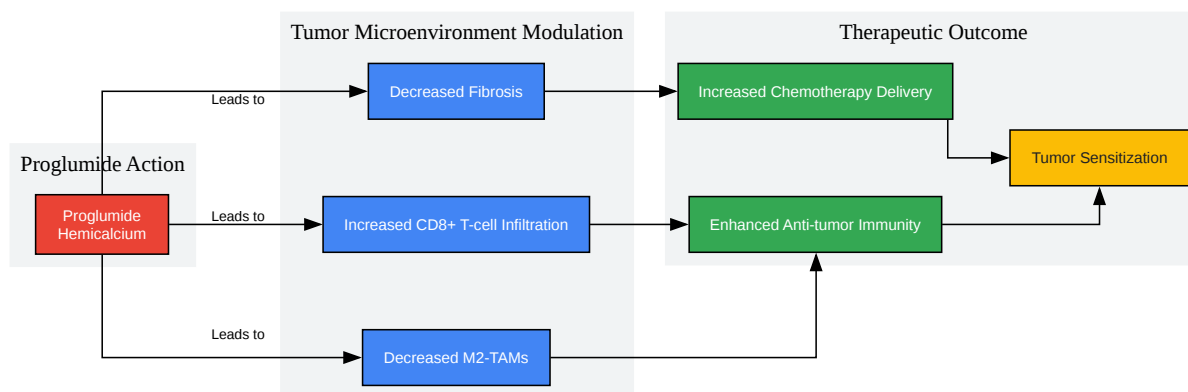 Tumor Microenvironment Modulation
Therapeutic Outcome
Decreased Fibrosis
Increased Chemotherapy Delivery
Leads to
Tumor Sensitization
Proglumide Action
Proglumide
Hemicalcium
Leads to
Increased CD8+ T-cell Infiltration
Enhanced Anti-tumor Immunity
Leads to
Decreased M2-TAMs